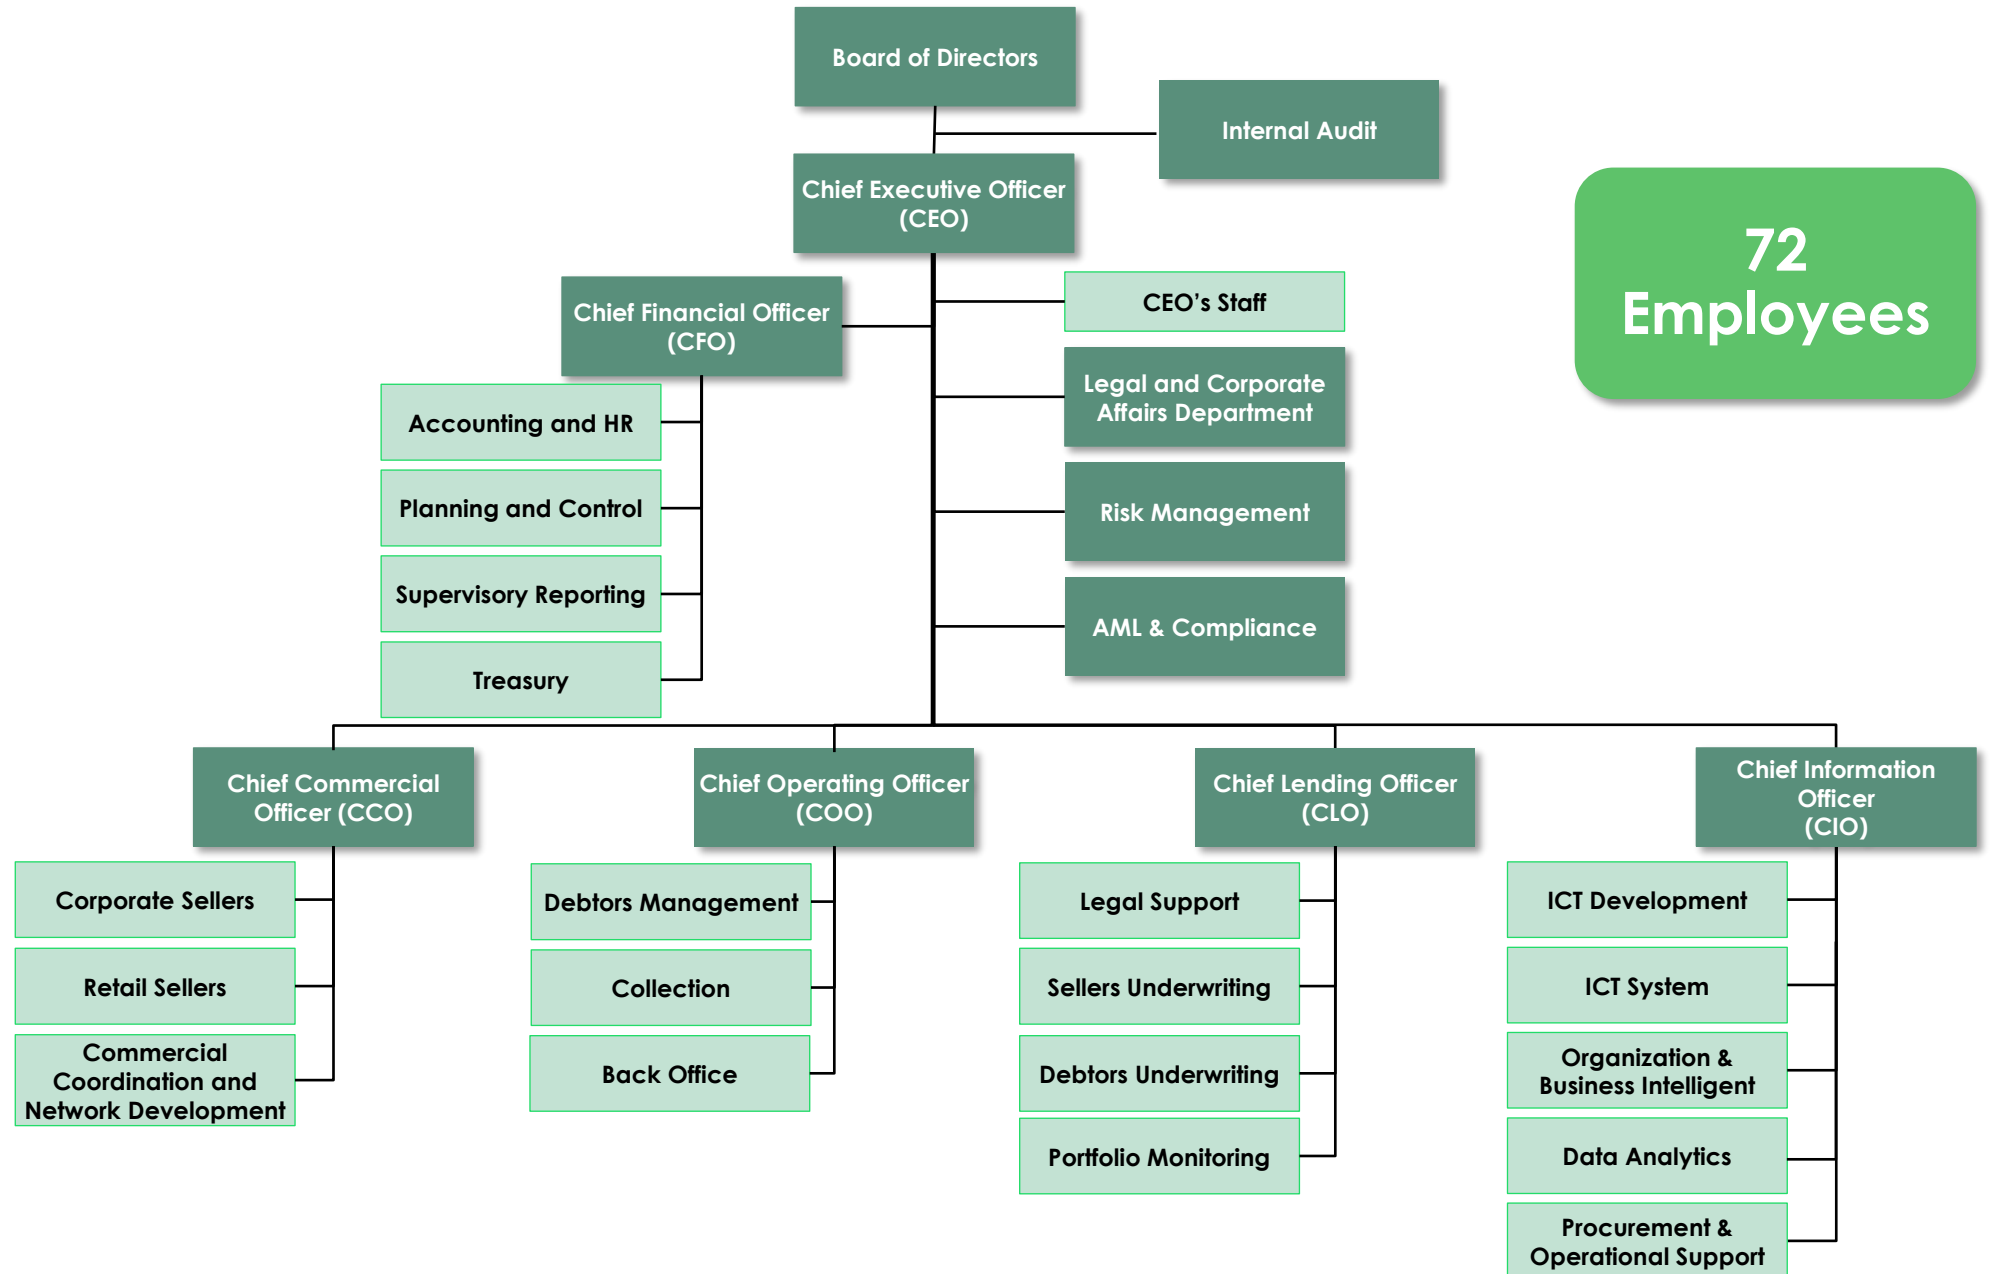 Board of Directors
Internal Audit
Chief Executive Officer
(CEO)
72
Employees
Chief Financial Officer
(CFO)
CEO’s Staff
Legal and Corporate
Affairs Department
Accounting and HR
Planning and Control
Risk Management
Supervisory Reporting
AML & Compliance
Treasury
Chief Commercial
Officer (CCO)
Chief Operating Officer
(COO)
Chief Lending Officer
(CLO)
Chief Information
Officer
(CIO)
Corporate Sellers
Retail Sellers
Commercial
Coordination and
Network Development
Debtors Management
Collection
Back Office
Legal Support
Sellers Underwriting
Debtors Underwriting
Portfolio Monitoring
ICT Development
ICT System
Organization &
Business Intelligent
Data Analytics
Procurement &
Operational Support